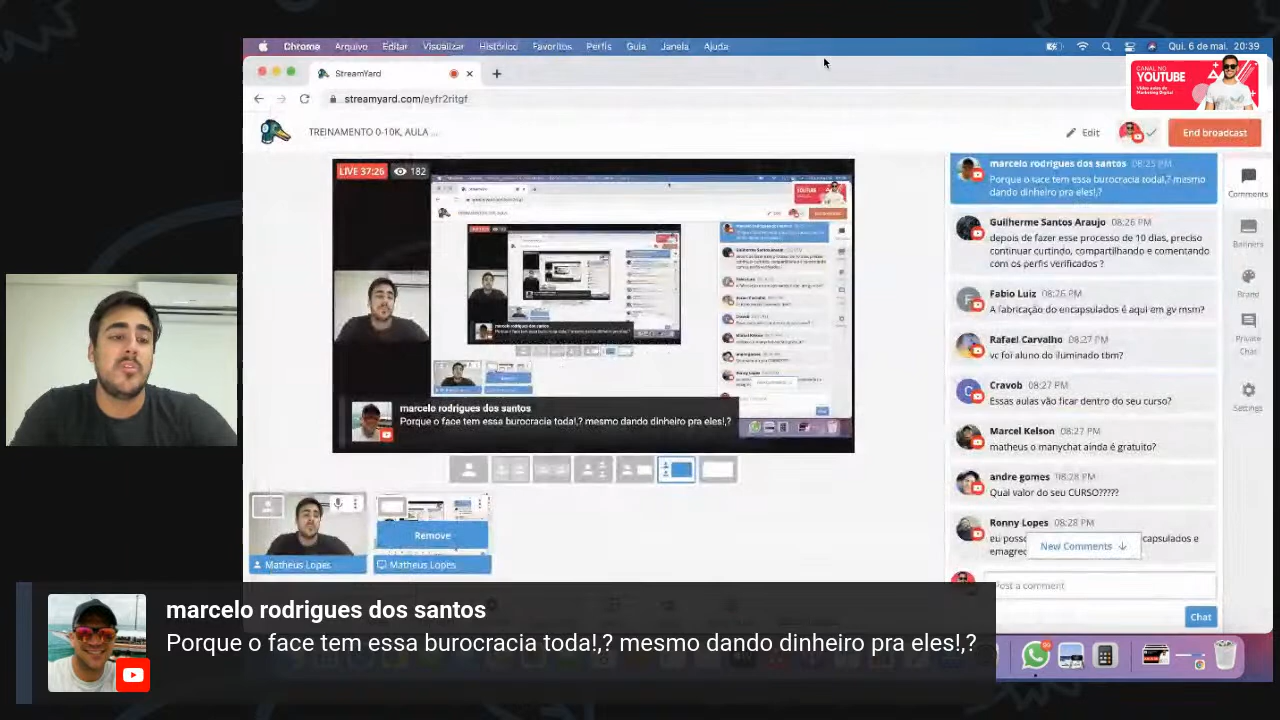 Chrome Arquivo Editar Visualizar Histórico Favoritos Perfis Guia Janela Ajuda
Qui. 6 de mai. 20:39
StreamYard
streamyard.com/eyfr2ritgf
CANAL NO
YOUTUBE
Vídeo aulas de
Marketing Digital
TREINAMENTO 0-10K, AULA ...
Edit
End broadcast
LIVE 37:26
182
marcelo rodrigues dos santos
Porque o face tem essa burocracia toda!,? mesmo dando dinheiro pra eles!,?
Remove
Matheus Lopes
Matheus Lopes
marcelo rodrigues dos santos 08:25 PM
Porque o face tem essa burocracia toda!,? mesmo
dando dinheiro pra eles!,?
Guilherme Santos Araujo 08:26 PM
depois de fazer esse processo de 10 dias, preciso
continuar curtindo, compartilhando e comentando
com os perfis verificados ?
Fabio Luiz 08:26 PM
A fabricação do encapsulados é aqui em gv msm?
Rafael Carvalho 08:27 PM
vc foi aluno do iluminado tbm?
Cravob 08:27 PM
Essas aulas vão ficar dentro do seu curso?
Marcel Kelson 08:27 PM
matheus o manychat ainda é gratuito?
andre gomes 08:28 PM
Qual valor do seu CURSO?????
Ronny Lopes 08:28 PM
New Comments
Post a comment
Chat
Comments
Banners
Brand
Private
Chat
Settings
marcelo rodrigues dos santos
Porque o face tem essa burocracia toda!,? mesmo dando dinheiro pra eles!,?